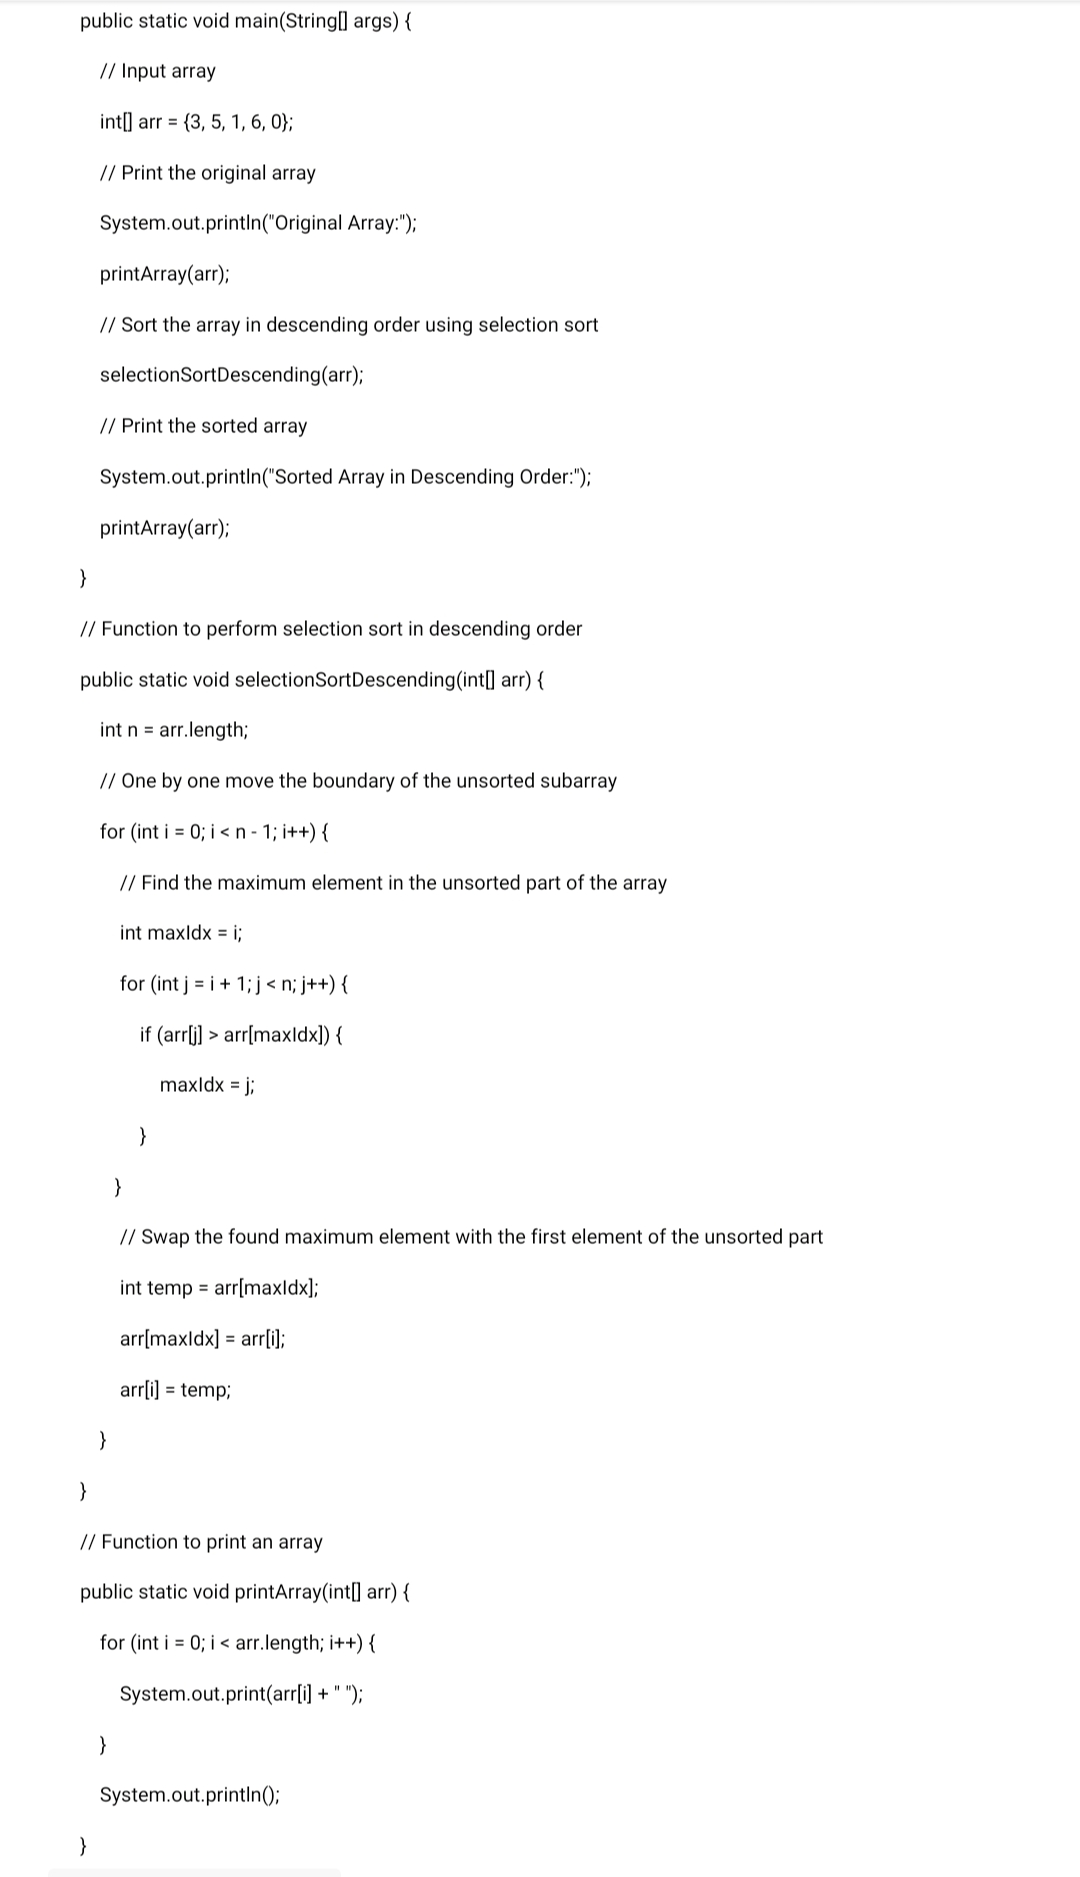 public static void main(String[] args) {
// Input array
int[] arr = {3, 5, 1, 6, 0};
// Print the original array
System.out.println("Original Array:");
printArray(arr);
// Sort the array in descending order using selection sort
selectionSortDescending(arr);
// Print the sorted array
System.out.println("Sorted Array in Descending Order:");
printArray(arr);
}
// Function to perform selection sort in descending order
public static void selectionSortDescending(int[] arr) {
int n = arr.length;
// One by one move the boundary of the unsorted subarray
for (int i = 0; i < n - 1; i++) {
// Find the maximum element in the unsorted part of the array
int maxIdx = i;
for (int j = i + 1; j < n; j++) {
if (arr[j] > arr[maxIdx]) {
maxIdx = j;
}
}
// Swap the found maximum element with the first element of the unsorted part
int temp = arr[maxIdx];
arr[maxIdx] = arr[i];
arr[i] = temp;
}
}
// Function to print an array
public static void printArray(int[] arr) {
for (int i = 0; i < arr.length; i++) {
System.out.print(arr[i] + " ");
}
System.out.println();
}